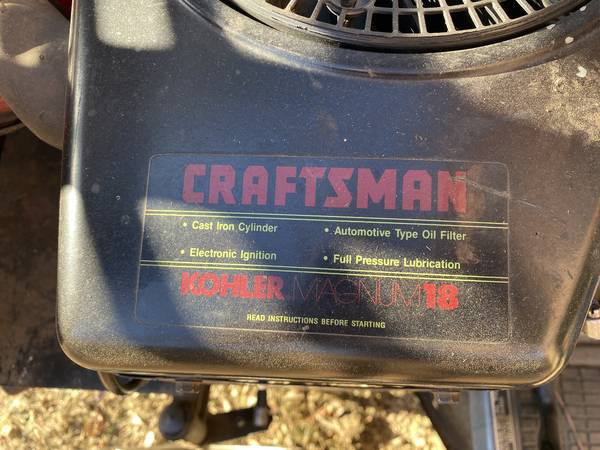 CRAFTSMAN
• Cast Iron Cylinder • Automotive Type Oil Filter
• Electronic Ignition • Full Pressure Lubrication
KOHLER MAGNUM 18
READ INSTRUCTIONS BEFORE STARTING